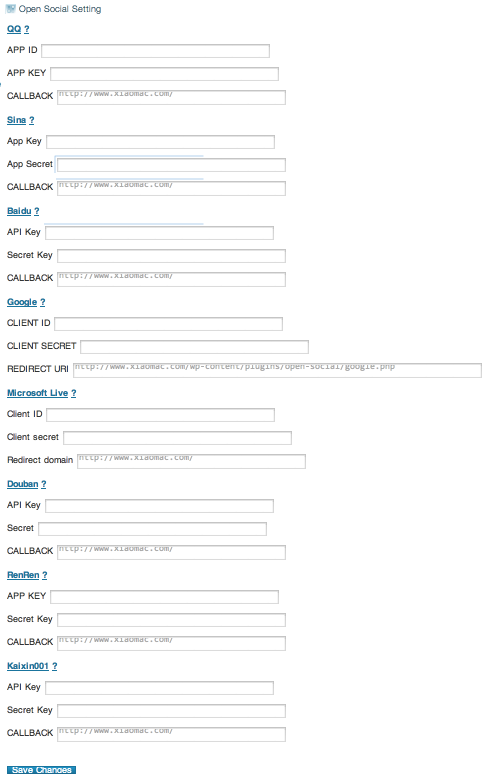 Open Social Setting
QQ ?
APP ID
APP KEY
CALLBACK http://www.xiaomac.com/
Sina ?
App Key
App Secret
CALLBACK http://www.xiaomac.com/
Baidu ?
API Key
Secret Key
CALLBACK http://www.xiaomac.com/
Google ?
CLIENT ID
CLIENT SECRET
REDIRECT URI http://www.xiaomac.com/wp-content/plugins/open-social/google.php
Microsoft Live ?
Client ID
Client secret
Redirect domain http://www.xiaomac.com/
Douban ?
API Key
Secret
CALLBACK http://www.xiaomac.com/
RenRen ?
APP KEY
Secret Key
CALLBACK http://www.xiaomac.com/
Kaixin001 ?
API Key
Secret Key
CALLBACK http://www.xiaomac.com/
Save Changes